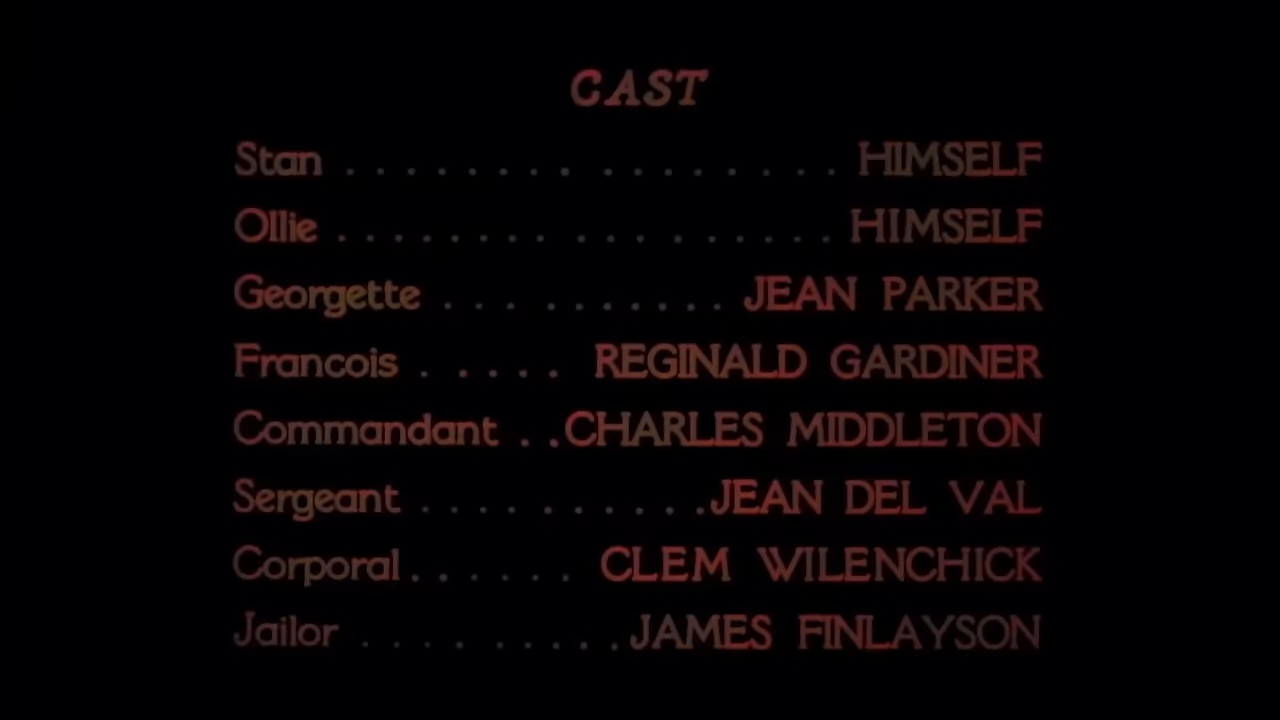 CAST
Stan . . . . . . . . . . . . . . . . HIMSELF
Ollie . . . . . . . . . . . . . . . HIMSELF
Georgette . . . . . . . . . . JEAN PARKER
Francois . . . . . REGINALD GARDINER
Commandant . . CHARLES MIDDLETON
Sergeant . . . . . . . . . . JEAN DEL VAL
Corporal . . . . . . CLEM WILENCHICK
Jailor . . . . . . . . . . JAMES FINLAYSON